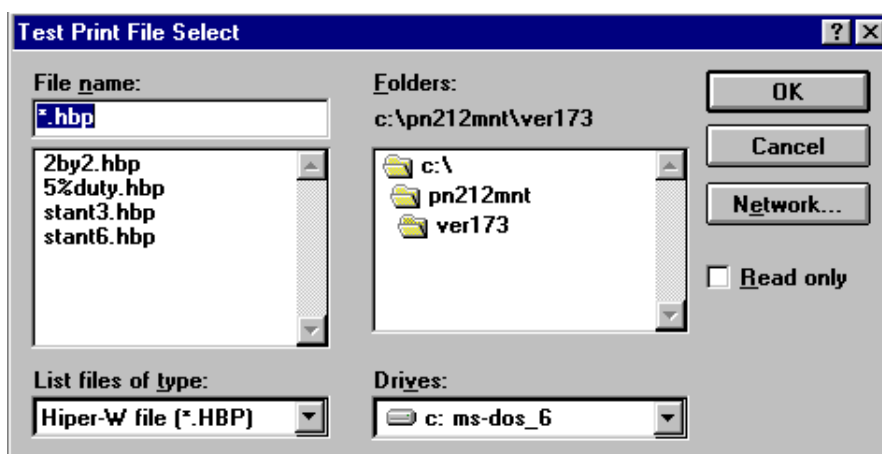 Test Print File Select
File name:
*.hbp
2by2.hbp
5%duty.hbp
stant3.hbp
stant6.hbp
List files of type:
Hiper-W file (*.HBP)
Folders:
c:\pn212mnt\ver173
c:\
pn212mnt
ver173
Drives:
c: ms-dos_6
OK
Cancel
Network...
Read only